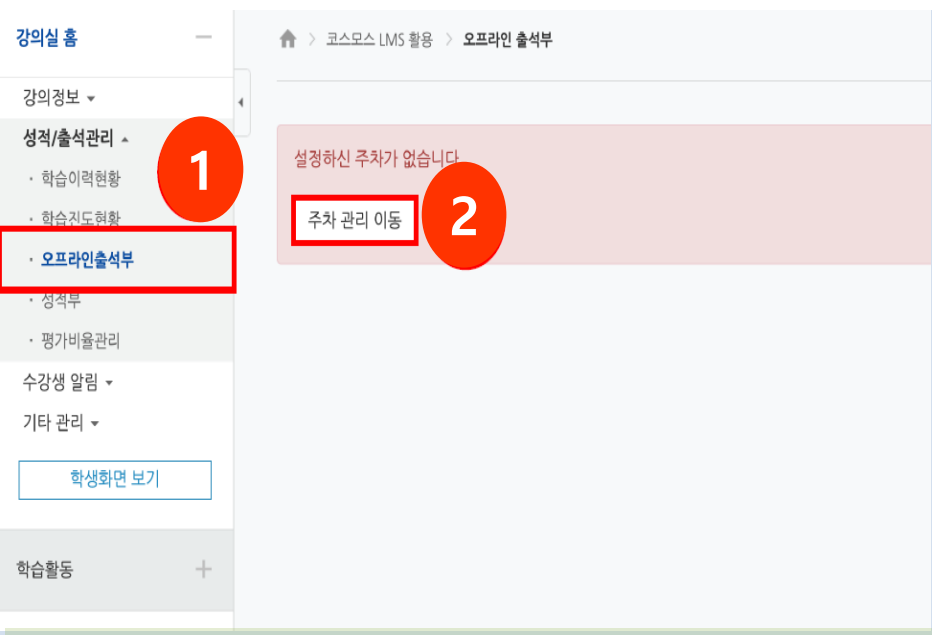 강의실 홈
코스모스 LMS 활용 > 오프라인 출석부
강의정보
성적/출석관리
학습이력현황
학습진도현황
오프라인출석부
성적부
평가비율관리
수강생 알림
기타 관리
학생화면 보기
학습활동
1
설정하신 주차가 없습니다
주차 관리 이동
2